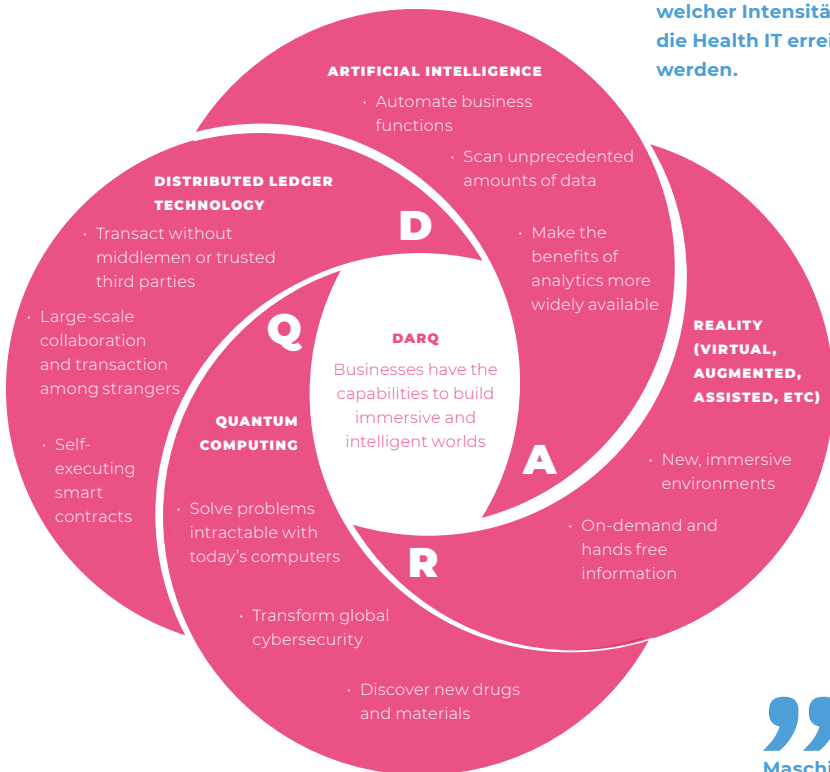 welcher Intensitä
die Health IT errei
werden.
ARTIFICIAL INTELLIGENCE
· Automate business
functions
· Scan unprecedented
amounts of data
· Make the
benefits of
analytics more
widely available
DISTRIBUTED LEDGER
TECHNOLOGY
· Transact without
middlemen or trusted
third parties
· Large-scale
collaboration
and transaction
among strangers
· Self-
executing
smart
contracts
D
Q
DARQ
Businesses have the
capabilities to build
immersive and
intelligent worlds
A
R
REALITY
(VIRTUAL,
AUGMENTED,
ASSISTED, ETC)
· New, immersive
environments
· On-demand and
hands free
information
QUANTUM
COMPUTING
· Solve problems
intractable with
today’s computers
· Transform global
cybersecurity
· Discover new drugs
and materials
”
Maschi